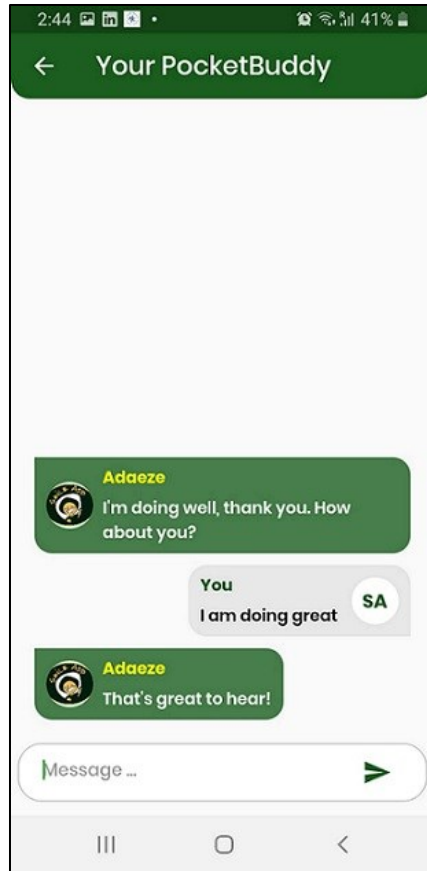 2:44
41%
Your PocketBuddy
Adaeze
I'm doing well, thank you. How
about you?
You
I am doing great
SA
Adaeze
That's great to hear!
Message ...